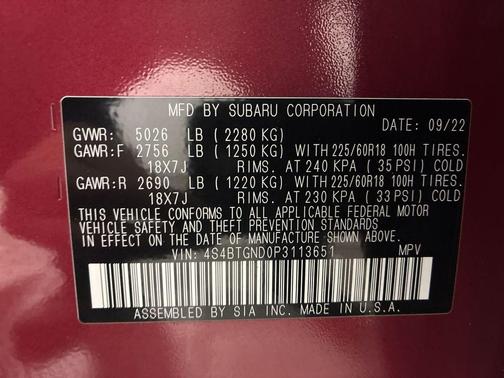 MFD BY SUBARU CORPORATION
DATE: 09/22
GVWR: 5026 LB ( 2280 KG)
GAWR:F 2756 LB ( 1250 KG) WITH 225/60R18 100H TIRES.
18X7J RIMS. AT 240 KPA ( 35 PSI) COLD
GAWR:R 2690 LB ( 1220 KG) WITH 225/60R18 100H TIRES.
18X7J RIMS. AT 230 KPA ( 33 PSI) COLD
THIS VEHICLE CONFORMS TO ALL APPLICABLE FEDERAL MOTOR
VEHICLE SAFETY AND THEFT PREVENTION STANDARDS
IN EFFECT ON THE DATE OF MANUFACTURE SHOWN ABOVE.
VIN: 4S4BTGND0P3113651 MPV
ASSEMBLED BY SIA INC. MADE IN U.S.A.